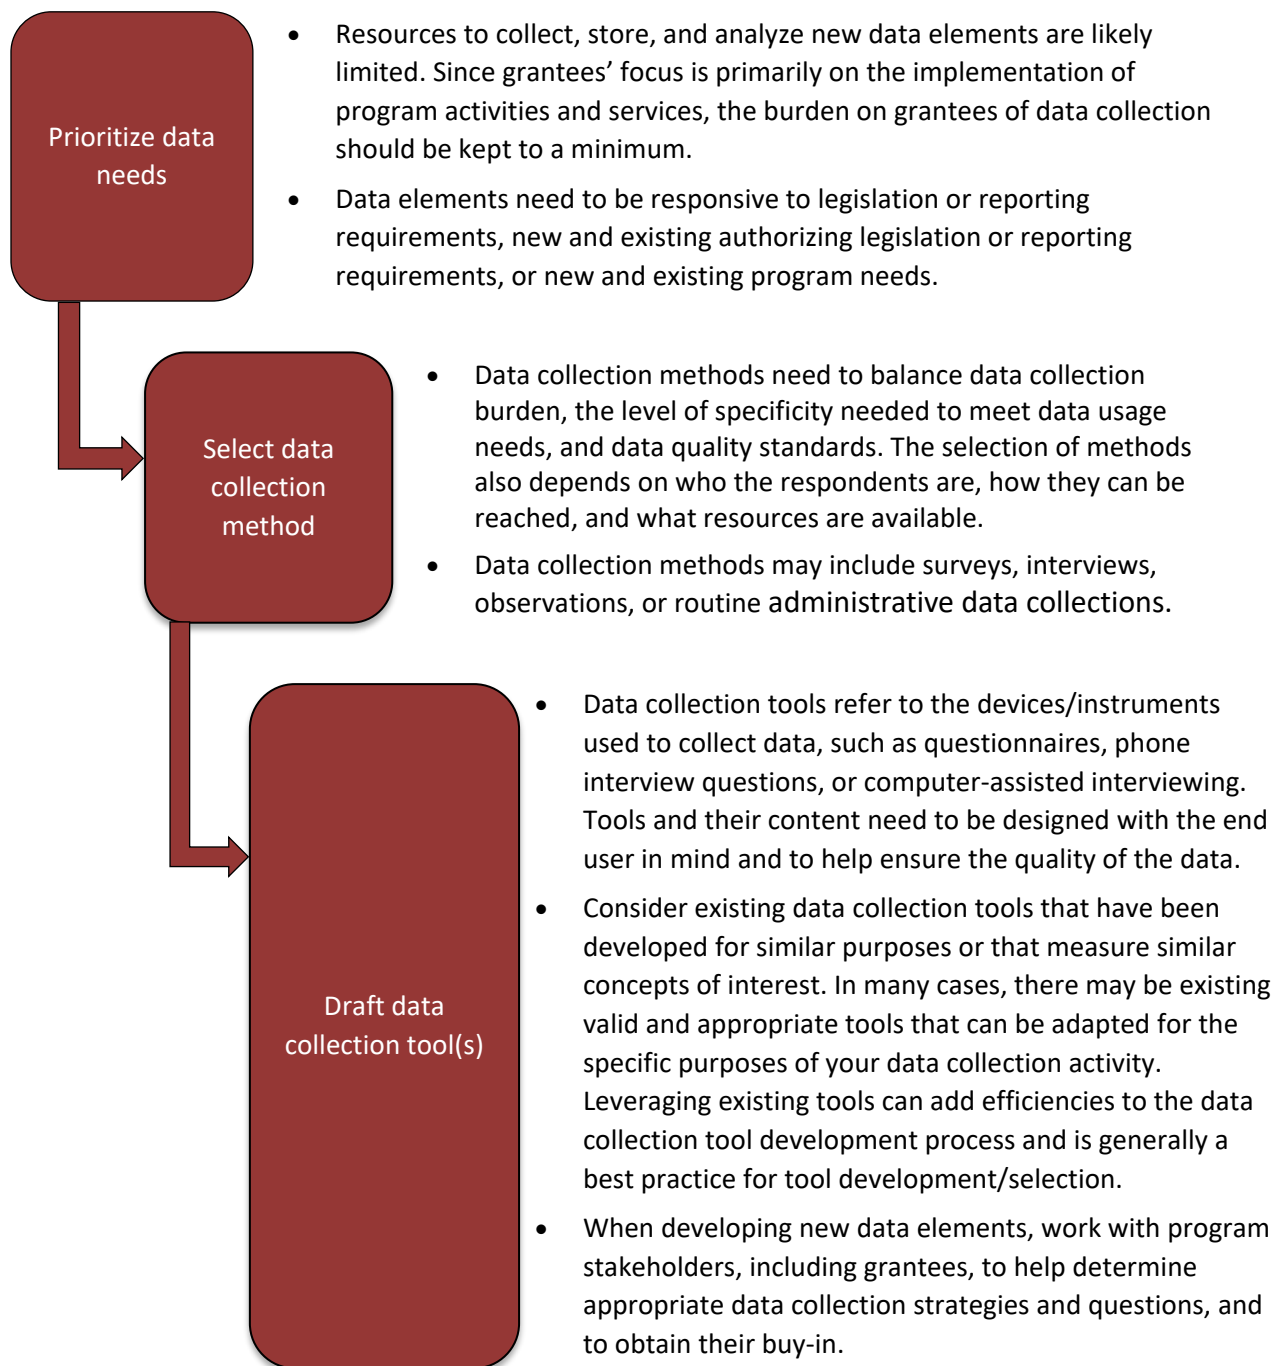 Prioritize data
needs
• Resources to collect, store, and analyze new data elements are likely
limited. Since grantees’ focus is primarily on the implementation of
program activities and services, the burden on grantees of data collection
should be kept to a minimum.
• Data elements need to be responsive to legislation or reporting
requirements, new and existing authorizing legislation or reporting
requirements, or new and existing program needs.
Select data
collection
method
• Data collection methods need to balance data collection
burden, the level of specificity needed to meet data usage
needs, and data quality standards. The selection of methods
also depends on who the respondents are, how they can be
reached, and what resources are available.
• Data collection methods may include surveys, interviews,
observations, or routine administrative data collections.
Draft data
collection tool(s)
• Data collection tools refer to the devices/instruments
used to collect data, such as questionnaires, phone
interview questions, or computer-assisted interviewing.
Tools and their content need to be designed with the end
user in mind and to help ensure the quality of the data.
• Consider existing data collection tools that have been
developed for similar purposes or that measure similar
concepts of interest. In many cases, there may be existing
valid and appropriate tools that can be adapted for the
specific purposes of your data collection activity.
Leveraging existing tools can add efficiencies to the data
collection tool development process and is generally a
best practice for tool development/selection.
• When developing new data elements, work with program
stakeholders, including grantees, to help determine
appropriate data collection strategies and questions, and
to obtain their buy-in.